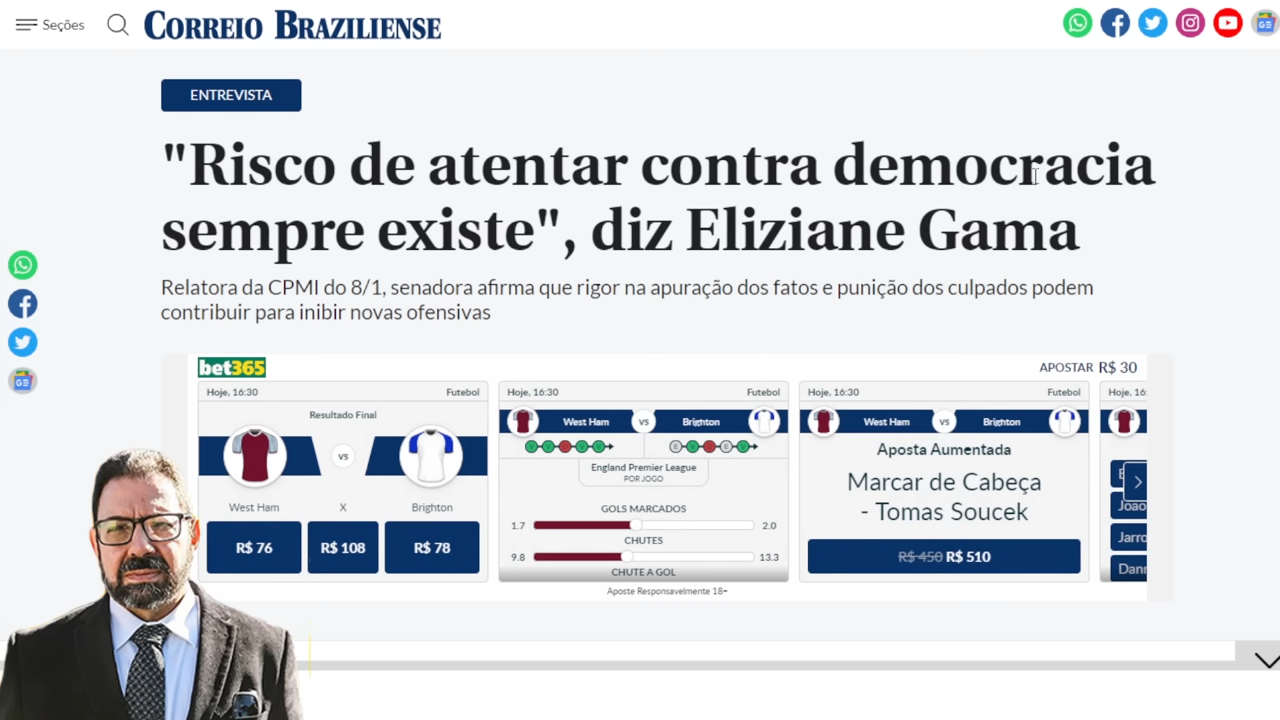 Seções
CORREIO BRAZILIENSE
ENTREVISTA
"Risco de atentar contra democracia
sempre existe", diz Eliziane Gama
Relatora da CPMI do 8/1, senadora afirma que rigor na apuração dos fatos e punição dos culpados podem
contribuir para inibir novas ofensivas
bet365
APOSTAR R$ 30
Hoje, 16:30 Futebol
Resultado Final
vs
West Ham X Brighton
R$ 76 R$ 108 R$ 78
Hoje, 16:30 Futebol
West Ham vs Brighton
England Premier League
POR JOGO
GOLS MARCADOS
1.7 2.0
CHUTES
9.8 13.3
CHUTE A GOL
Aposte Responsavelmente 18+
Hoje, 16:30 Futebol
West Ham vs Brighton
Aposta Aumentada
Marcar de Cabeça
- Tomas Soucek
R$ 450 R$ 510
Hoje, 16:
Joao
Jarro
Dann